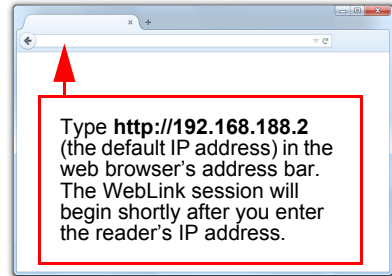 Type http://192.168.188.2
(the default IP address) in the
web browser's address bar.
The WebLink session will
begin shortly after you enter
the reader's IP address.